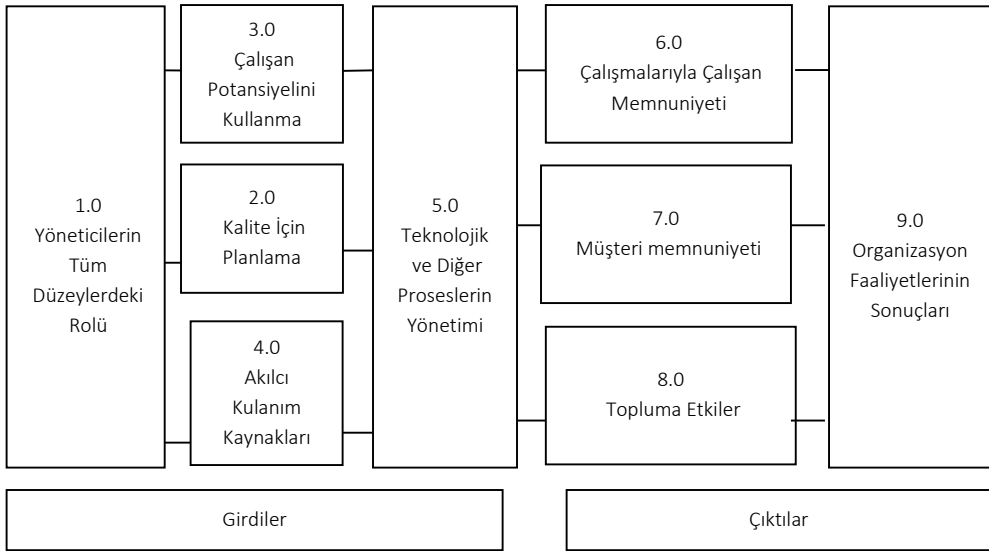 1.0
Yöneticilerin
Tüm
Düzeylerdeki
Rolü
3.0
Çalışan
Potansiyelini
Kullanma
2.0
Kalite İçin
Planlama
4.0
Akılcı
Kulanım
Kaynakları
5.0
Teknolojik
ve Diğer
Proseslerin
Yönetimi
6.0
Çalışmalarıyla Çalışan
Memnuniyeti
7.0
Müşteri memnuniyeti
8.0
Topluma Etkiler
9.0
Organizasyon
Faaliyetlerinin
Sonuçları
Girdiler
Çıktılar